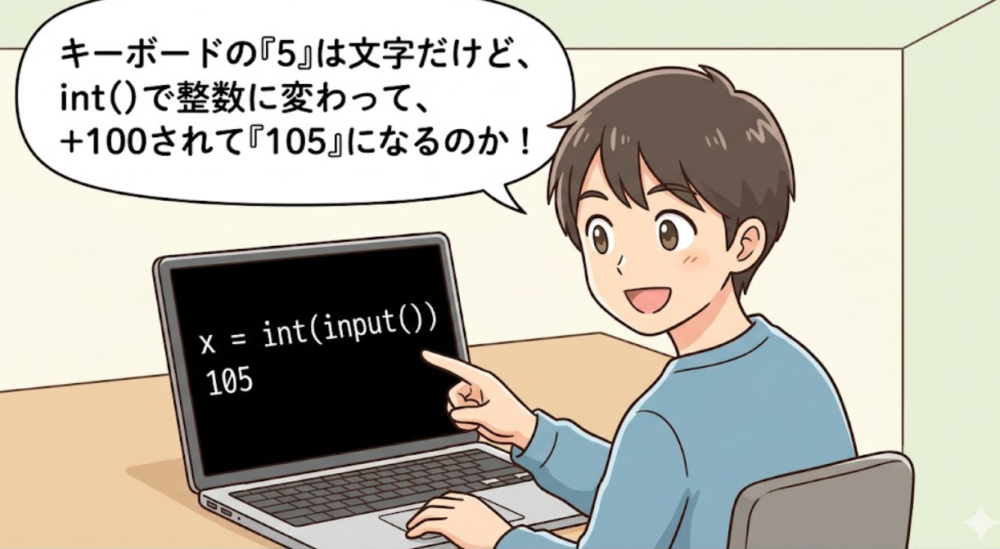 キーボードの『5』は文字だけど、
int()で整数に変わって、
+100されて『105』になるのか！
x = int(input())
105